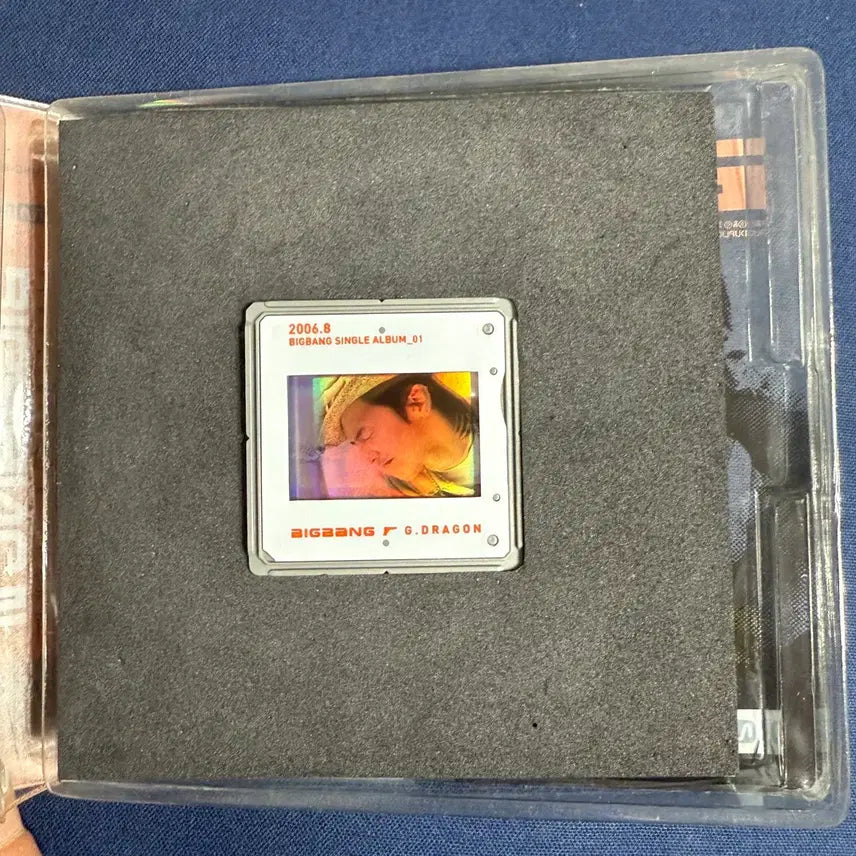 2006.8
BIGBANG SINGLE ALBUM_01
BIGBANG G.DRAGON